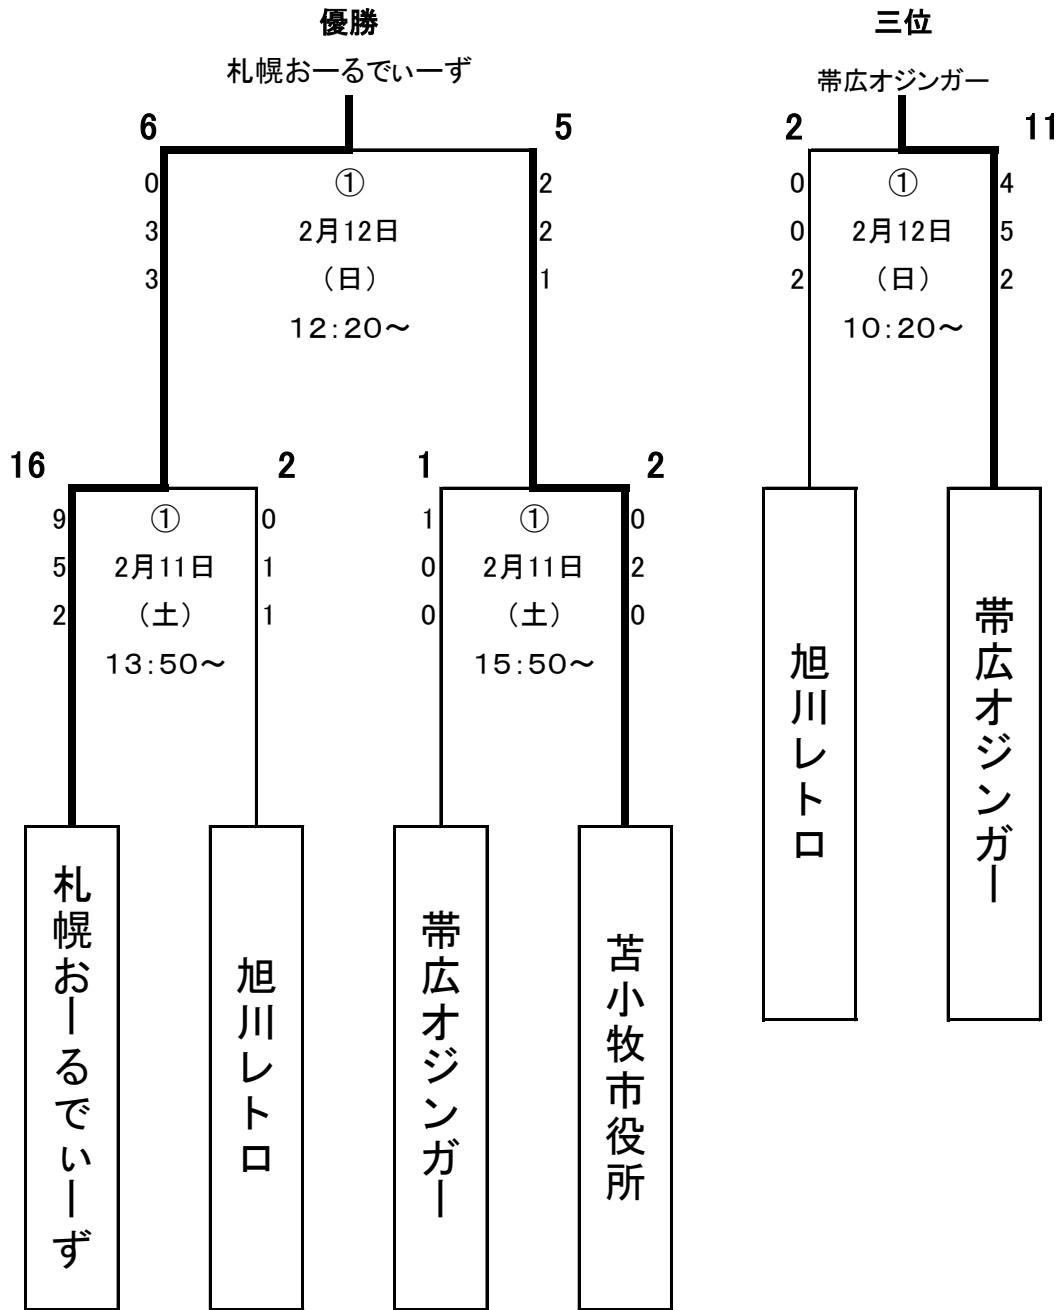 優勝
札幌おーるでぃーず
6
5
0
3
3
①
2月12日
（日）
12:20～
2
2
1
16
2
9
5
2
①
2月11日
（土）
13:50～
0
1
1
1
2
1
0
0
①
2月11日
（土）
15:50～
0
2
0
札幌おーるでぃーず
旭川レトロ
帯広オジンガー
苫小牧市役所
三位
帯広オジンガー
2
11
0
0
2
①
2月12日
（日）
10:20～
4
5
2
旭川レトロ
帯広オジンガー